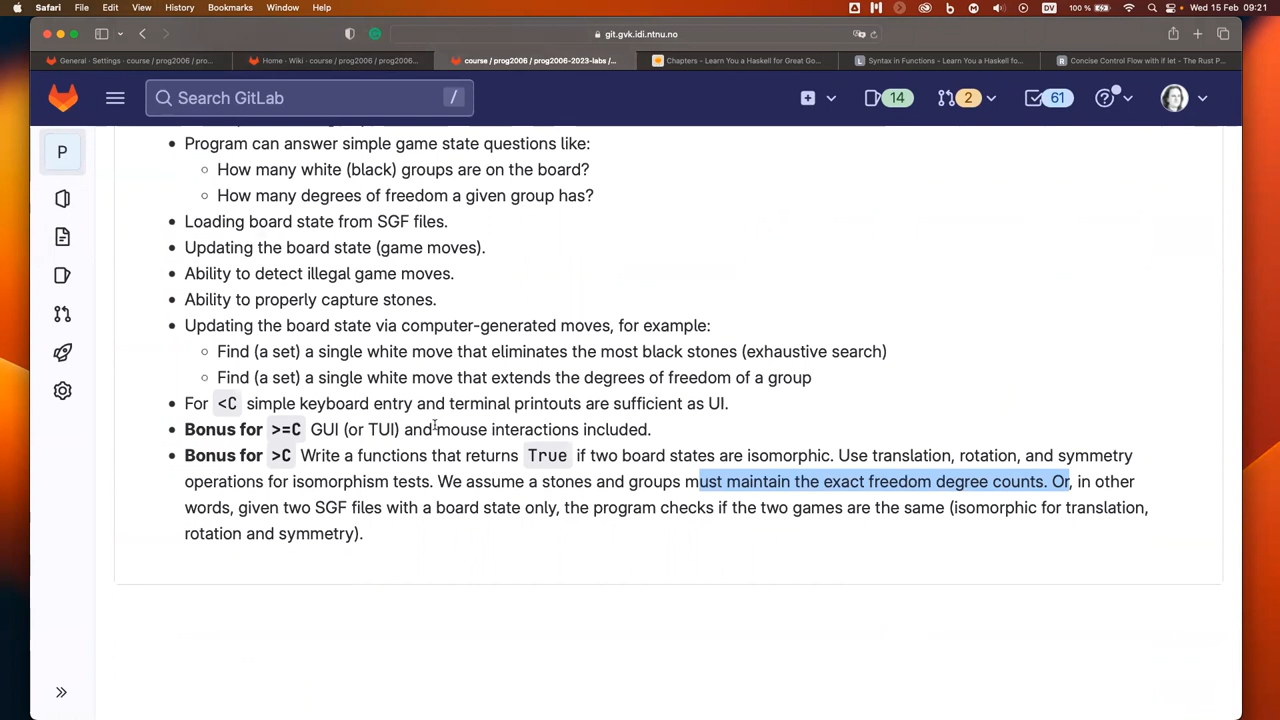 Safari File Edit View History Bookmarks Window Help DV 100 % Wed 15 Feb 09:21
git.gvk.idi.ntnu.no
General · Settings · course / prog2006 / pro... Home · Wiki · course / prog2006 / prog2006... course / prog2006 / prog2006-2023-labs /... Chapters - Learn You a Haskell for Great Go... Syntax in Functions - Learn You a Haskell fo... Concise Control Flow with if let - The Rust P...
Search GitLab / 14 2 61
P
• Program can answer simple game state questions like:
○ How many white (black) groups are on the board?
○ How many degrees of freedom a given group has?
• Loading board state from SGF files.
• Updating the board state (game moves).
• Ability to detect illegal game moves.
• Ability to properly capture stones.
• Updating the board state via computer-generated moves, for example:
○ Find (a set) a single white move that eliminates the most black stones (exhaustive search)
○ Find (a set) a single white move that extends the degrees of freedom of a group
• For <C simple keyboard entry and terminal printouts are sufficient as UI.
• Bonus for >=C GUI (or TUI) and mouse interactions included.
• Bonus for >C Write a functions that returns True if two board states are isomorphic. Use translation, rotation, and symmetry
operations for isomorphism tests. We assume a stones and groups must maintain the exact freedom degree counts. Or, in other
words, given two SGF files with a board state only, the program checks if the two games are the same (isomorphic for translation,
rotation and symmetry).